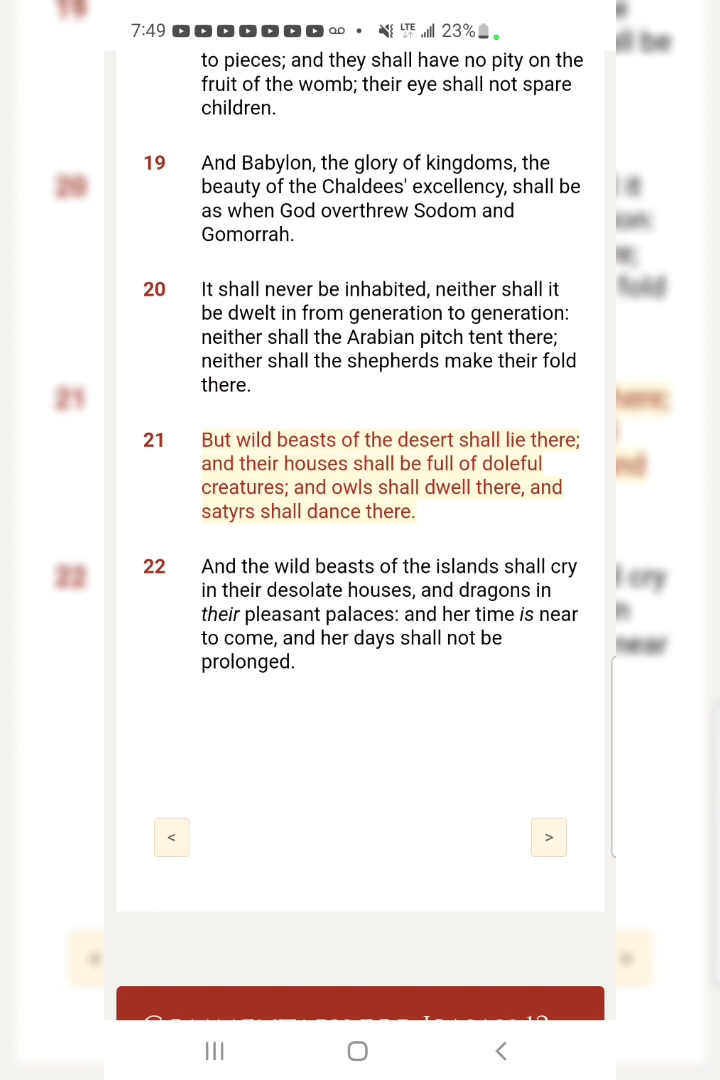 7:49 LTE 23%
to pieces; and they shall have no pity on the
fruit of the womb; their eye shall not spare
children.
19 And Babylon, the glory of kingdoms, the
beauty of the Chaldees' excellency, shall be
as when God overthrew Sodom and
Gomorrah.
20 It shall never be inhabited, neither shall it
be dwelt in from generation to generation:
neither shall the Arabian pitch tent there;
neither shall the shepherds make their fold
there.
21 But wild beasts of the desert shall lie there;
and their houses shall be full of doleful
creatures; and owls shall dwell there, and
satyrs shall dance there.
22 And the wild beasts of the islands shall cry
in their desolate houses, and dragons in
their pleasant palaces: and her time is near
to come, and her days shall not be
prolonged.
< >